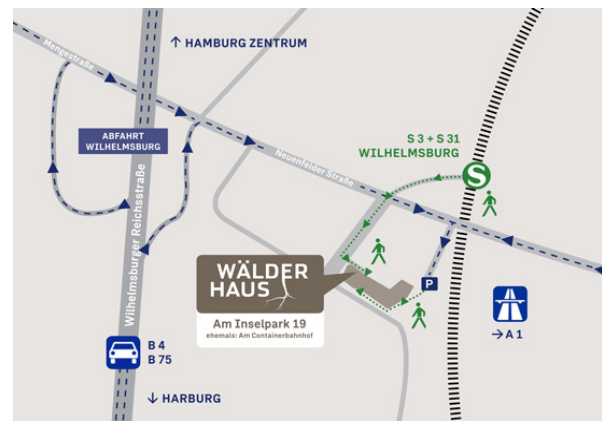 Mengestraße
↑ HAMBURG ZENTRUM
ABFAHRT
WILHELMSBURG
Wilhelmsburger Reichsstraße
Neuenfelder Straße
S 3 + S 31
WILHELMSBURG
S
WÄLDER
HAUS
Am Inselpark 19
ehemals: Am Containerbahnhof
P
B 4
B 75
→ A 1
↓ HARBURG